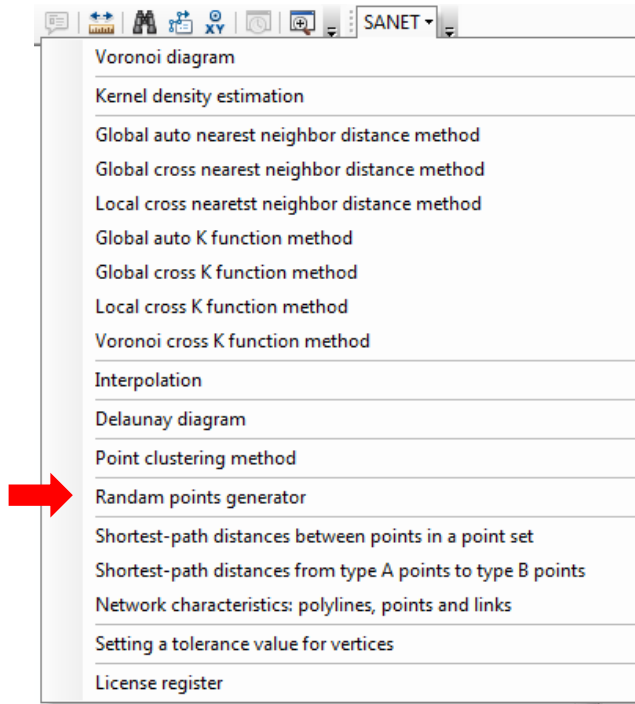 XY SANET
Voronoi diagram
Kernel density estimation
Global auto nearest neighbor distance method
Global cross nearest neighbor distance method
Local cross nearetst neighbor distance method
Global auto K function method
Global cross K function method
Local cross K function method
Voronoi cross K function method
Interpolation
Delaunay diagram
Point clustering method
Randam points generator
Shortest-path distances between points in a point set
Shortest-path distances from type A points to type B points
Network characteristics: polylines, points and links
Setting a tolerance value for vertices
License register